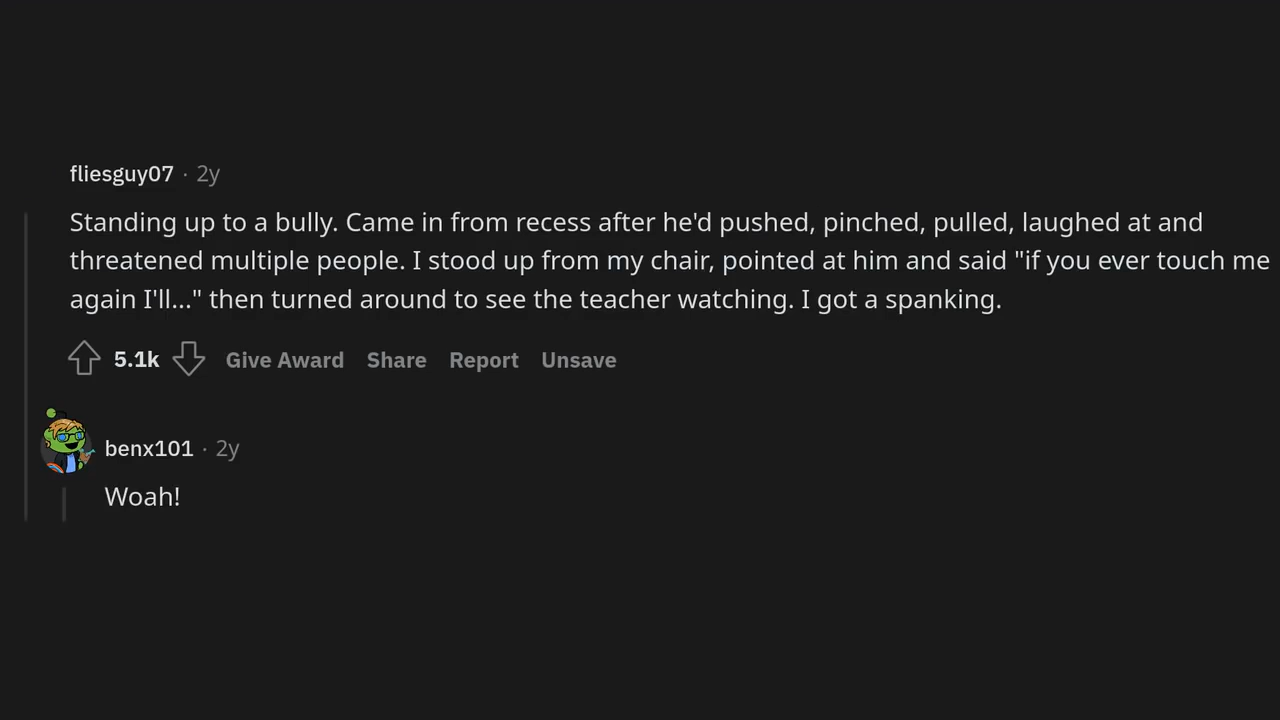 fliesguy07 · 2y
Standing up to a bully. Came in from recess after he'd pushed, pinched, pulled, laughed at and
threatened multiple people. I stood up from my chair, pointed at him and said "if you ever touch me
again I'll..." then turned around to see the teacher watching. I got a spanking.
5.1k Give Award Share Report Unsave
benx101 · 2y
Woah!